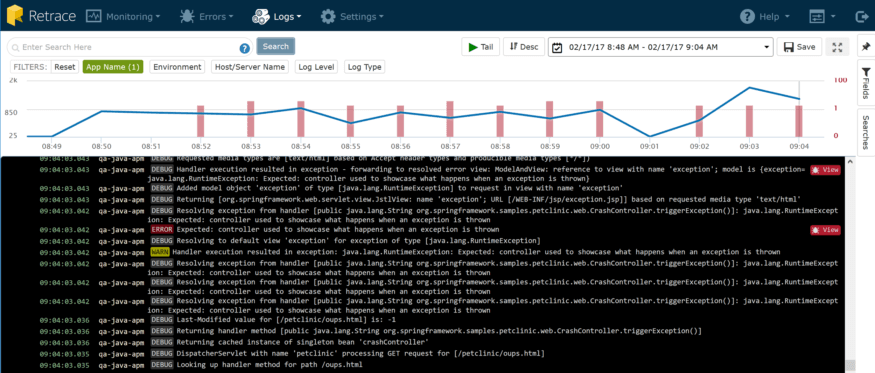 Retrace Monitoring Errors Logs Settings Help
Enter Search Here ? Search Tail Desc 02/17/17 8:48 AM - 02/17/17 9:04 AM Save
FILTERS: Reset App Name (1) Environment Host/Server Name Log Level Log Type
Fields
Searches
2k 100
850 1
25 0
08:49 08:50 08:51 08:52 08:53 08:54 08:55 08:56 08:57 08:58 08:59 09:00 09:01 09:02 09:03 09:04
09:04:03.043 qa-java-apm DEBUG Requested media types are [text/html] based on Accept header types and producible media types [*/*])
09:04:03.043 qa-java-apm DEBUG Handler execution resulted in exception - forwarding to resolved error view: ModelAndView: reference to view with name 'exception'; model is {exception= View
java.lang.RuntimeException: Expected: controller used to showcase what happens when an exception is thrown}
09:04:03.043 qa-java-apm DEBUG Added model object 'exception' of type [java.lang.RuntimeException] to request in view with name 'exception'
09:04:03.043 qa-java-apm DEBUG Returning [org.springframework.web.servlet.view.JstlView: name 'exception'; URL [/WEB-INF/jsp/exception.jsp]] based on requested media type 'text/html'
09:04:03.042 qa-java-apm DEBUG Resolving exception from handler [public java.lang.String org.springframework.samples.petclinic.web.CrashController.triggerException()]: java.lang.RuntimeExcept
ion: Expected: controller used to showcase what happens when an exception is thrown
09:04:03.042 qa-java-apm ERROR Expected: controller used to showcase what happens when an exception is thrown View
09:04:03.042 qa-java-apm DEBUG Resolving to default view 'exception' for exception of type [java.lang.RuntimeException]
09:04:03.042 qa-java-apm WARN Handler execution resulted in exception: java.lang.RuntimeException: Expected: controller used to showcase what happens when an exception is thrown
09:04:03.042 qa-java-apm DEBUG Resolving exception from handler [public java.lang.String org.springframework.samples.petclinic.web.CrashController.triggerException()]: java.lang.RuntimeExcept
ion: Expected: controller used to showcase what happens when an exception is thrown
09:04:03.042 qa-java-apm DEBUG Resolving exception from handler [public java.lang.String org.springframework.samples.petclinic.web.CrashController.triggerException()]: java.lang.RuntimeExcept
ion: Expected: controller used to showcase what happens when an exception is thrown
09:04:03.042 qa-java-apm DEBUG Resolving exception from handler [public java.lang.String org.springframework.samples.petclinic.web.CrashController.triggerException()]: java.lang.RuntimeExcept
ion: Expected: controller used to showcase what happens when an exception is thrown
09:04:03.036 qa-java-apm DEBUG Last-Modified value for [/petclinic/oups.html] is: -1
09:04:03.036 qa-java-apm DEBUG Returning handler method [public java.lang.String org.springframework.samples.petclinic.web.CrashController.triggerException()]
09:04:03.036 qa-java-apm DEBUG Returning cached instance of singleton bean 'crashController'
09:04:03.035 qa-java-apm DEBUG DispatcherServlet with name 'petclinic' processing GET request for [/petclinic/oups.html]
09:04:03.035 qa-java-apm DEBUG Looking up handler method for path /oups.html